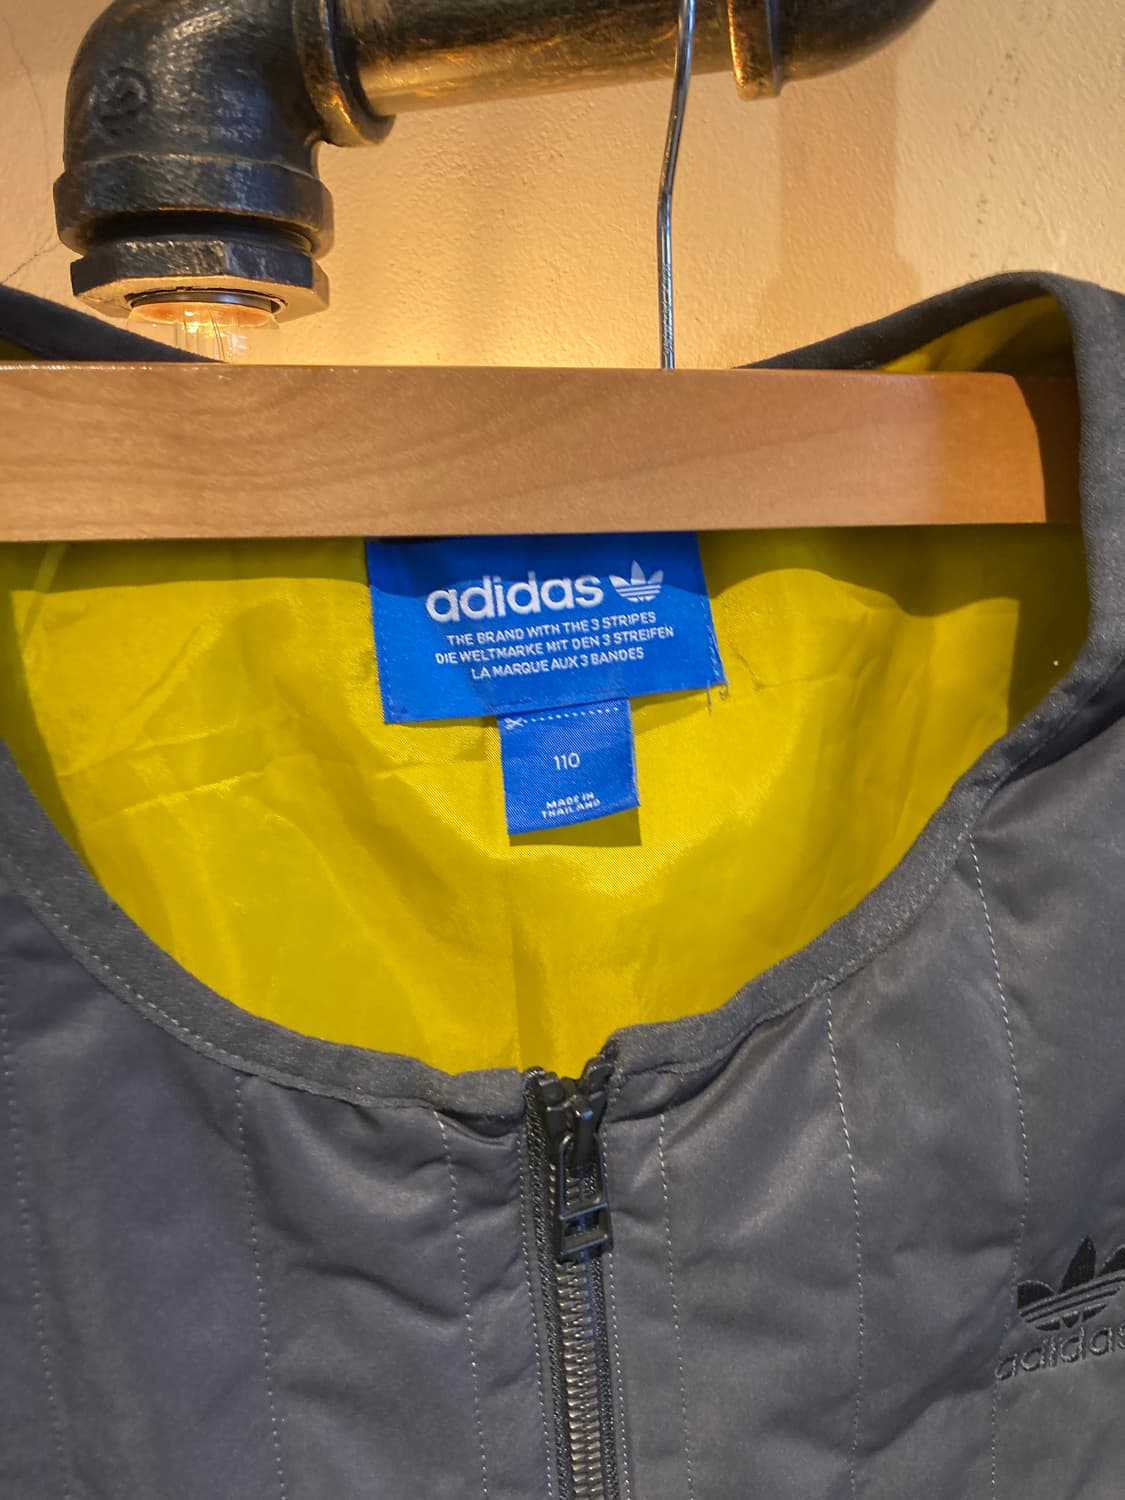 adidas
THE BRAND WITH THE 3 STRIPES
DIE WELTMARKE MIT DEN 3 STREIFEN
LA MARQUE AUX 3 BANDES
110
MADE IN
THAILAND
adidas